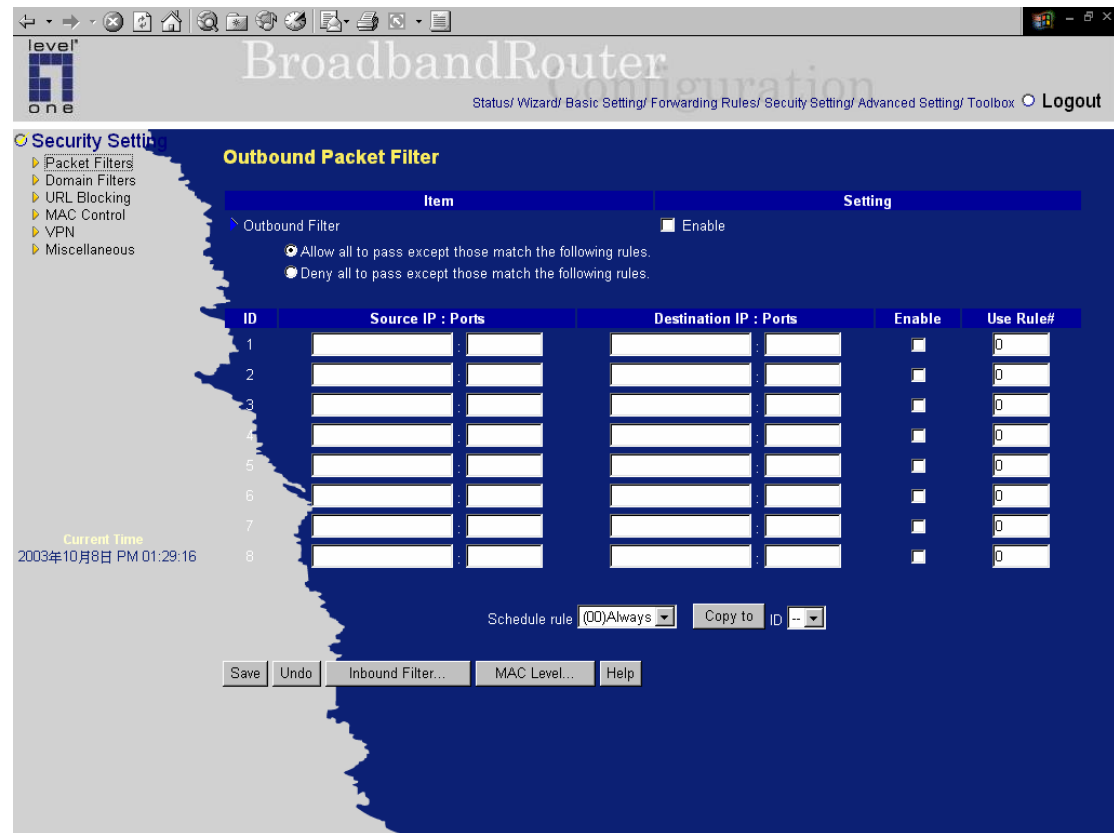 level
one
BroadbandRouter
Configuration
Status/ Wizard/ Basic Setting/ Forwarding Rules/ Secuity Setting/ Advanced Setting/ Toolbox Logout
Security Setting
Packet Filters
Domain Filters
URL Blocking
MAC Control
VPN
Miscellaneous
Current Time
2003年10月8日 PM 01:29:16
Outbound Packet Filter
Item Setting
Outbound Filter Enable
Allow all to pass except those match the following rules.
Deny all to pass except those match the following rules.
ID Source IP : Ports Destination IP : Ports Enable Use Rule#
1 : : 0
2 : : 0
3 : : 0
4 : : 0
5 : : 0
6 : : 0
7 : : 0
8 : : 0
Schedule rule (00)Always Copy to ID --
Save Undo Inbound Filter... MAC Level... Help